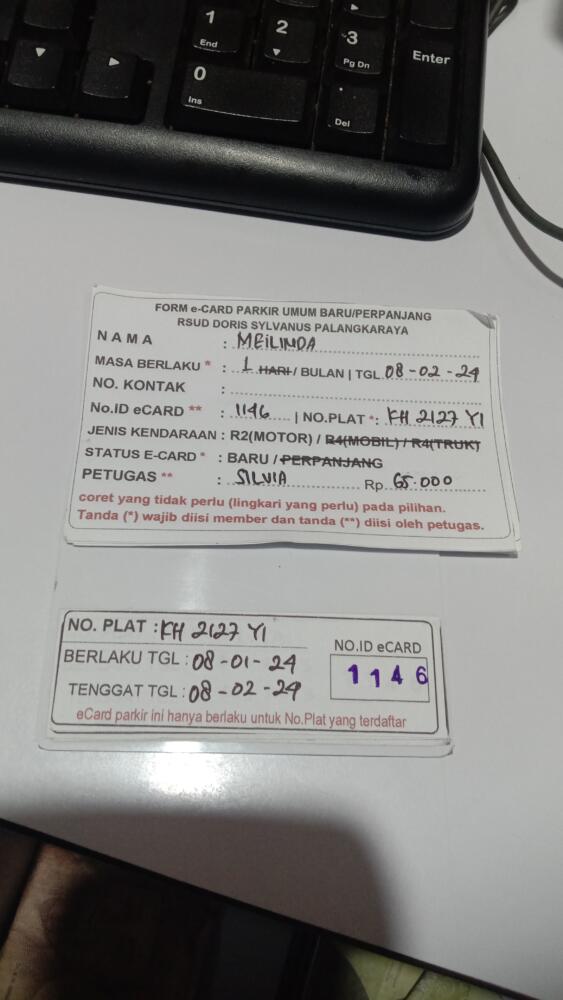 1
End
2
3
Pg Dn
Enter
0
Ins
.
Del
FORM e-CARD PARKIR UMUM BARU/PERPANJANG
RSUD DORIS SYLVANUS PALANGKARAYA
NAMA : MEILINDA
MASA BERLAKU * : 1 HARI / BULAN | TGL 08-02-24
NO. KONTAK :
No.ID eCARD ** : 1146 | NO.PLAT *: KH 2127 YI
JENIS KENDARAAN : R2(MOTOR) / R4(MOBIL) / R4(TRUK)
STATUS E-CARD * : BARU / PERPANJANG
PETUGAS ** : SILVIA Rp. 65.000
coret yang tidak perlu (lingkari yang perlu) pada pilihan.
Tanda (*) wajib diisi member dan tanda (**) diisi oleh petugas.
NO. PLAT : KH 2127 YI
BERLAKU TGL : 08-01-24
TENGGAT TGL : 08-02-24
NO.ID eCARD
1146
eCard parkir ini hanya berlaku untuk No.Plat yang terdaftar